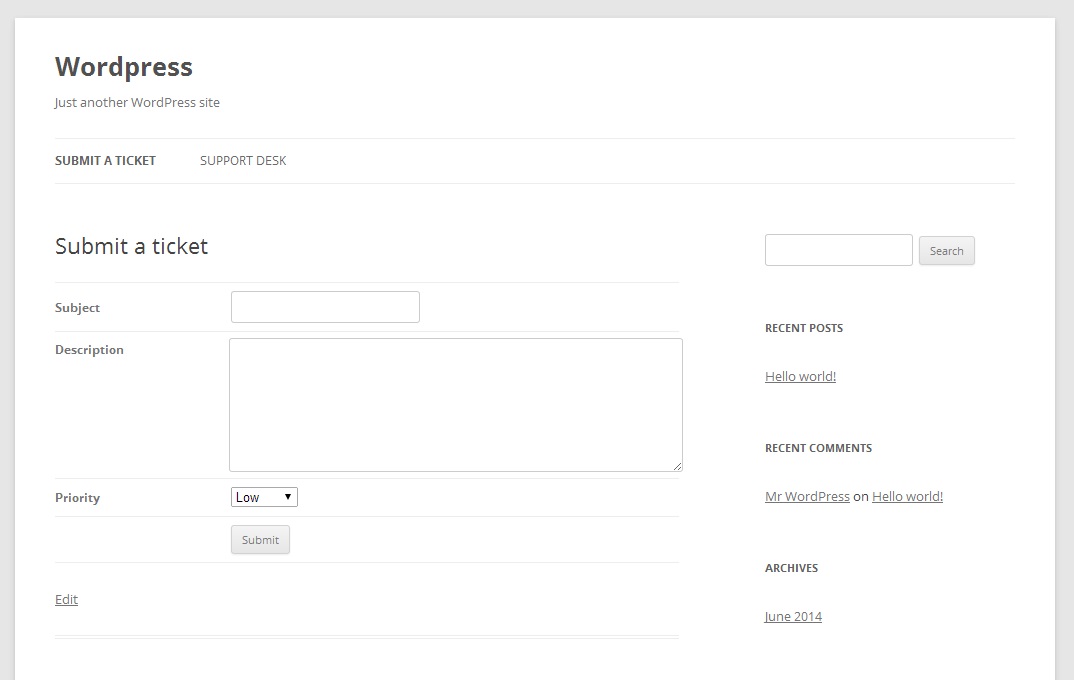 Wordpress
Just another WordPress site
SUBMIT A TICKET SUPPORT DESK
Submit a ticket
Subject
Description
Priority Low
Submit
Edit
Search
RECENT POSTS
Hello world!
RECENT COMMENTS
Mr WordPress on Hello world!
ARCHIVES
June 2014